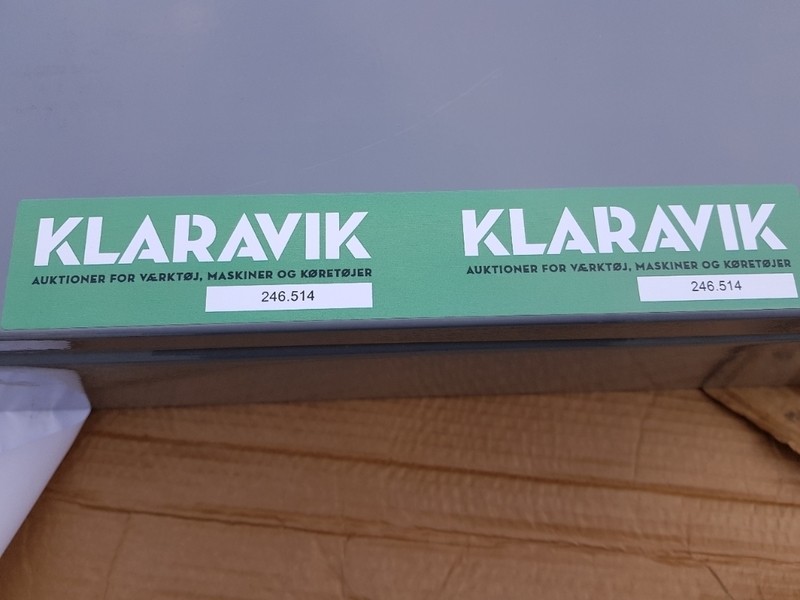 KLARAVIK
AUKTIONER FOR VÆRKTØJ, MASKINER OG KØRETØJER
246.514
KLARAVIK
AUKTIONER FOR VÆRKTØJ, MASKINER OG KØRETØJER
246.514